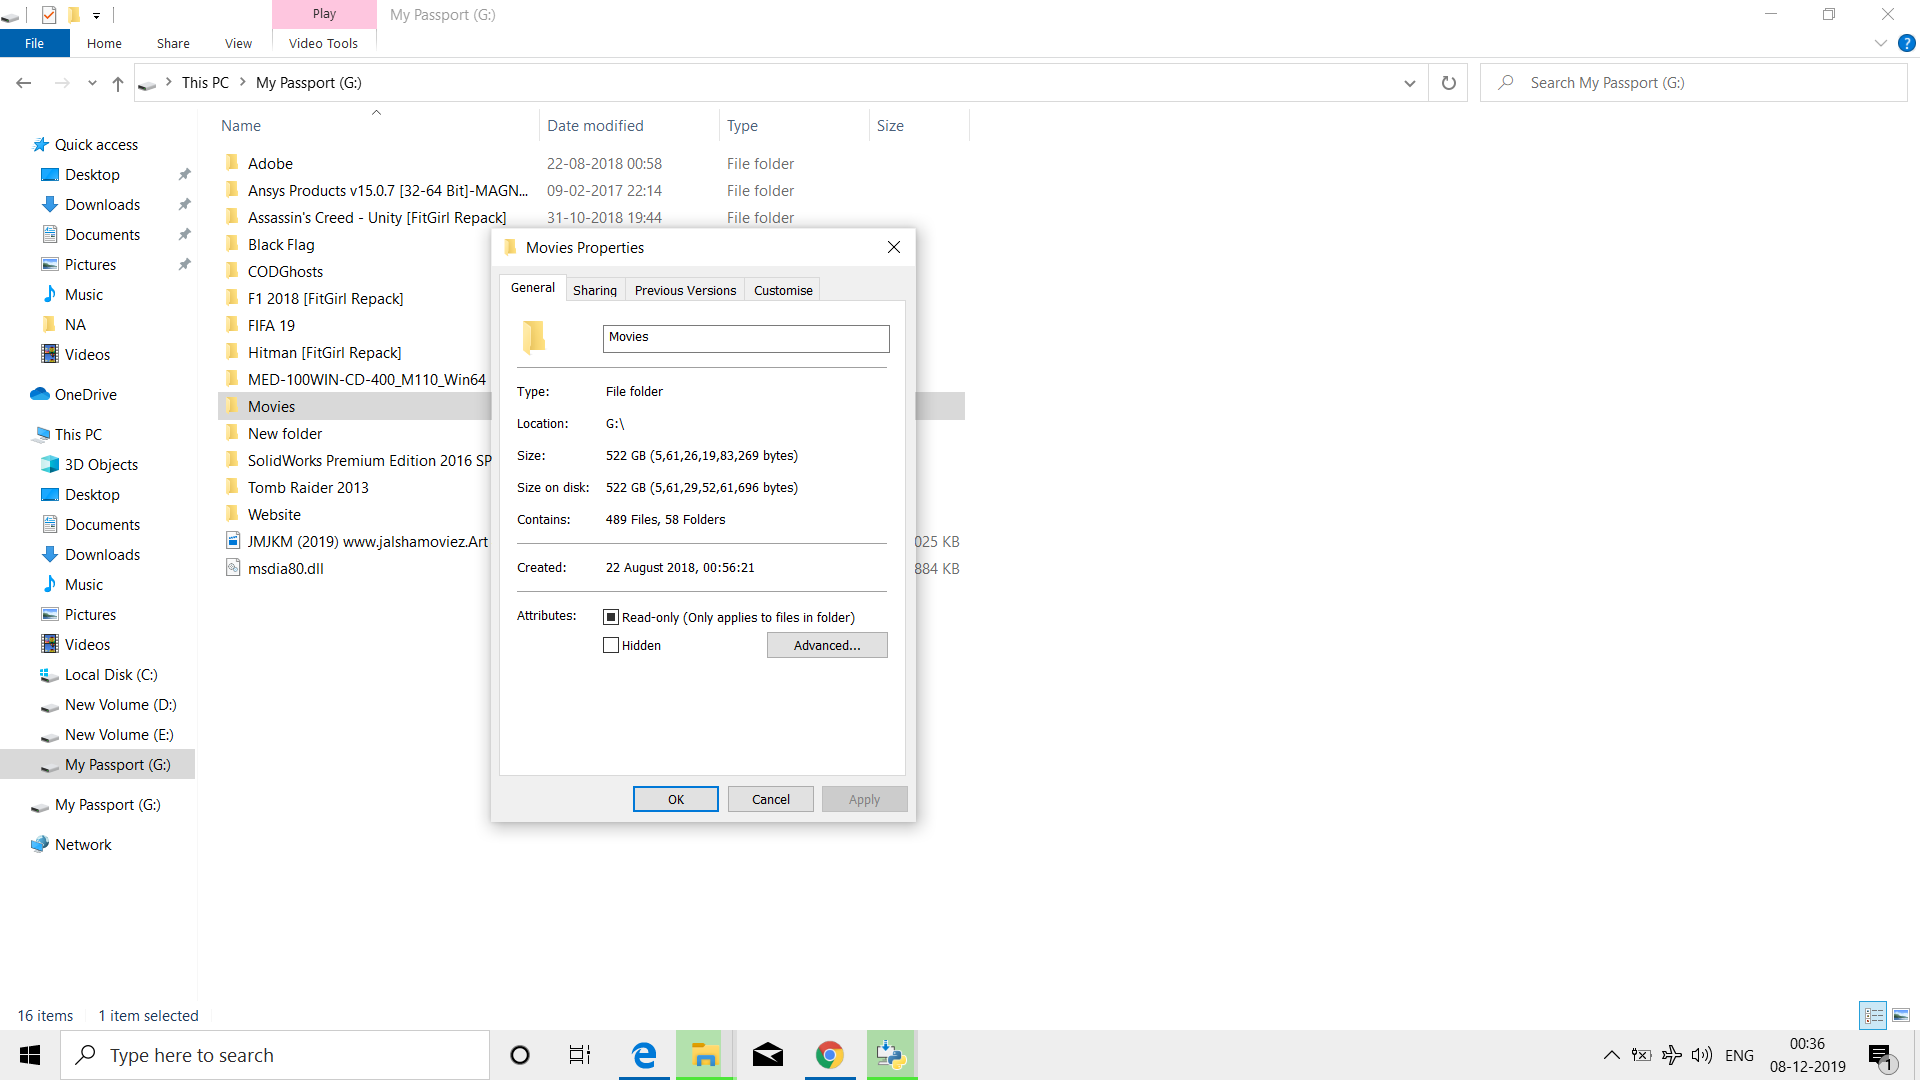 Play
My Passport (G:)
File
Home
Share
View
Video Tools
?
This PC
My Passport (G:)
Search My Passport (G:)
Name
Date modified
Type
Size
Quick access
Desktop
Downloads
Documents
Pictures
Music
NA
Videos
OneDrive
This PC
3D Objects
Desktop
Documents
Downloads
Music
Pictures
Videos
Local Disk (C:)
New Volume (D:)
New Volume (E:)
My Passport (G:)
My Passport (G:)
Network
Adobe 22-08-2018 00:58 File folder
Ansys Products v15.0.7 [32-64 Bit]-MAGN... 09-02-2017 22:14 File folder
Assassin's Creed - Unity [FitGirl Repack] 31-10-2018 19:44 File folder
Black Flag
CODGhosts
F1 2018 [FitGirl Repack]
FIFA 19
Hitman [FitGirl Repack]
MED-100WIN-CD-400_M110_Win64
Movies
New folder
SolidWorks Premium Edition 2016 SP
Tomb Raider 2013
Website
JMJKM (2019) www.jalshamoviez.Art 025 KB
msdia80.dll 884 KB
Movies Properties
General
Sharing
Previous Versions
Customise
Movies
Type: File folder
Location: G:\
Size: 522 GB (5,61,26,19,83,269 bytes)
Size on disk: 522 GB (5,61,29,52,61,696 bytes)
Contains: 489 Files, 58 Folders
Created: 22 August 2018, 00:56:21
Attributes: Read-only (Only applies to files in folder)
Hidden
Advanced...
OK
Cancel
Apply
16 items
1 item selected
Type here to search
ENG
00:36
08-12-2019
1